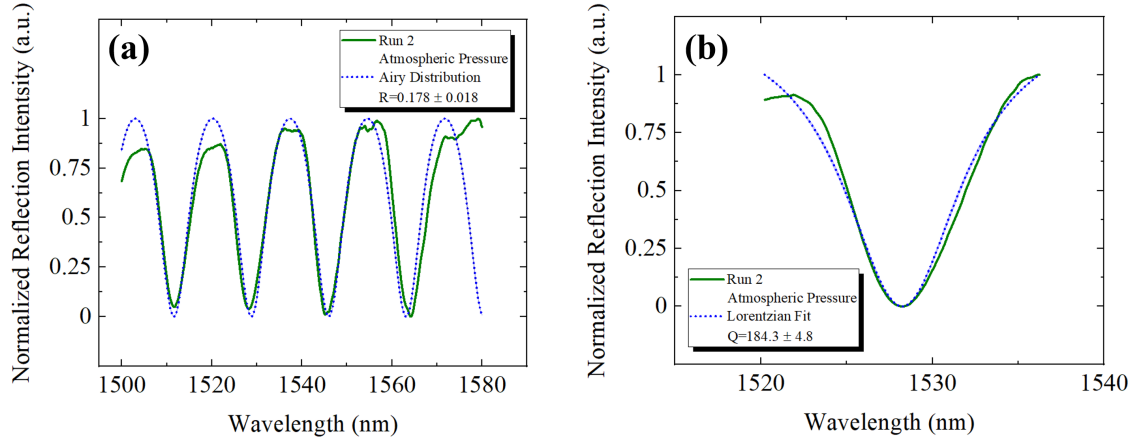 (a)
Run 2
Atmospheric Pressure
Airy Distribution
R=0.178 ± 0.018
Normalized Reflection Intentsity (a.u.)
1
0.75
0.5
0.25
0
1500 1520 1540 1560 1580
Wavelength (nm)
(b)
Normalized Reflection Intensity (a.u.)
1
0.75
0.5
0.25
0
Run 2
Atmospheric Pressure
Lorentzian Fit
Q=184.3 ± 4.8
1520 1530 1540
Wavelength (nm)